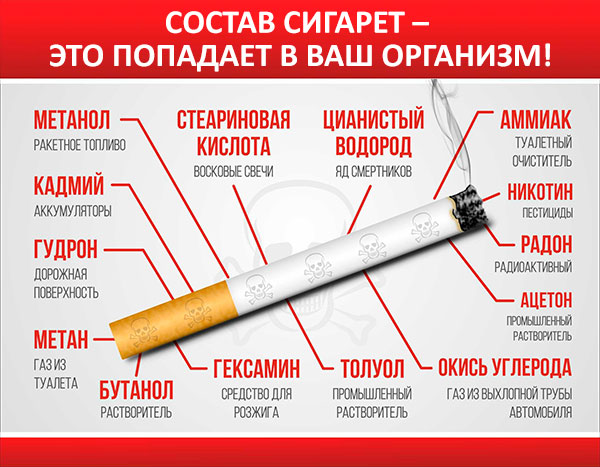 СОСТАВ СИГАРЕТ –
ЭТО ПОПАДАЕТ В ВАШ ОРГАНИЗМ!
МЕТАНОЛ
РАКЕТНОЕ ТОПЛИВО
СТЕАРИНОВАЯ
КИСЛОТА
ВОСКОВЫЕ СВЕЧИ
ЦИАНИСТЫЙ
ВОДОРОД
ЯД СМЕРТНИКОВ
АММИАК
ТУАЛЕТНЫЙ
ОЧИСТИТЕЛЬ
КАДМИЙ
АККУМУЛЯТОРЫ
НИКОТИН
ПЕСТИЦИДЫ
ГУДРОН
ДОРОЖНАЯ
ПОВЕРХНОСТЬ
РАДОН
РАДИОАКТИВНЫЙ
АЦЕТОН
ПРОМЫШЛЕННЫЙ
РАСТВОРИТЕЛЬ
МЕТАН
ГАЗ ИЗ
ТУАЛЕТА
БУТАНОЛ
РАСТВОРИТЕЛЬ
ГЕКСАМИН
СРЕДСТВО ДЛЯ
РОЗЖИГА
ТОЛУОЛ
ПРОМЫШЛЕННЫЙ
РАСТВОРИТЕЛЬ
ОКИСЬ УГЛЕРОДА
ГАЗ ИЗ ВЫХЛОПНОЙ ТРУБЫ
АВТОМОБИЛЯ